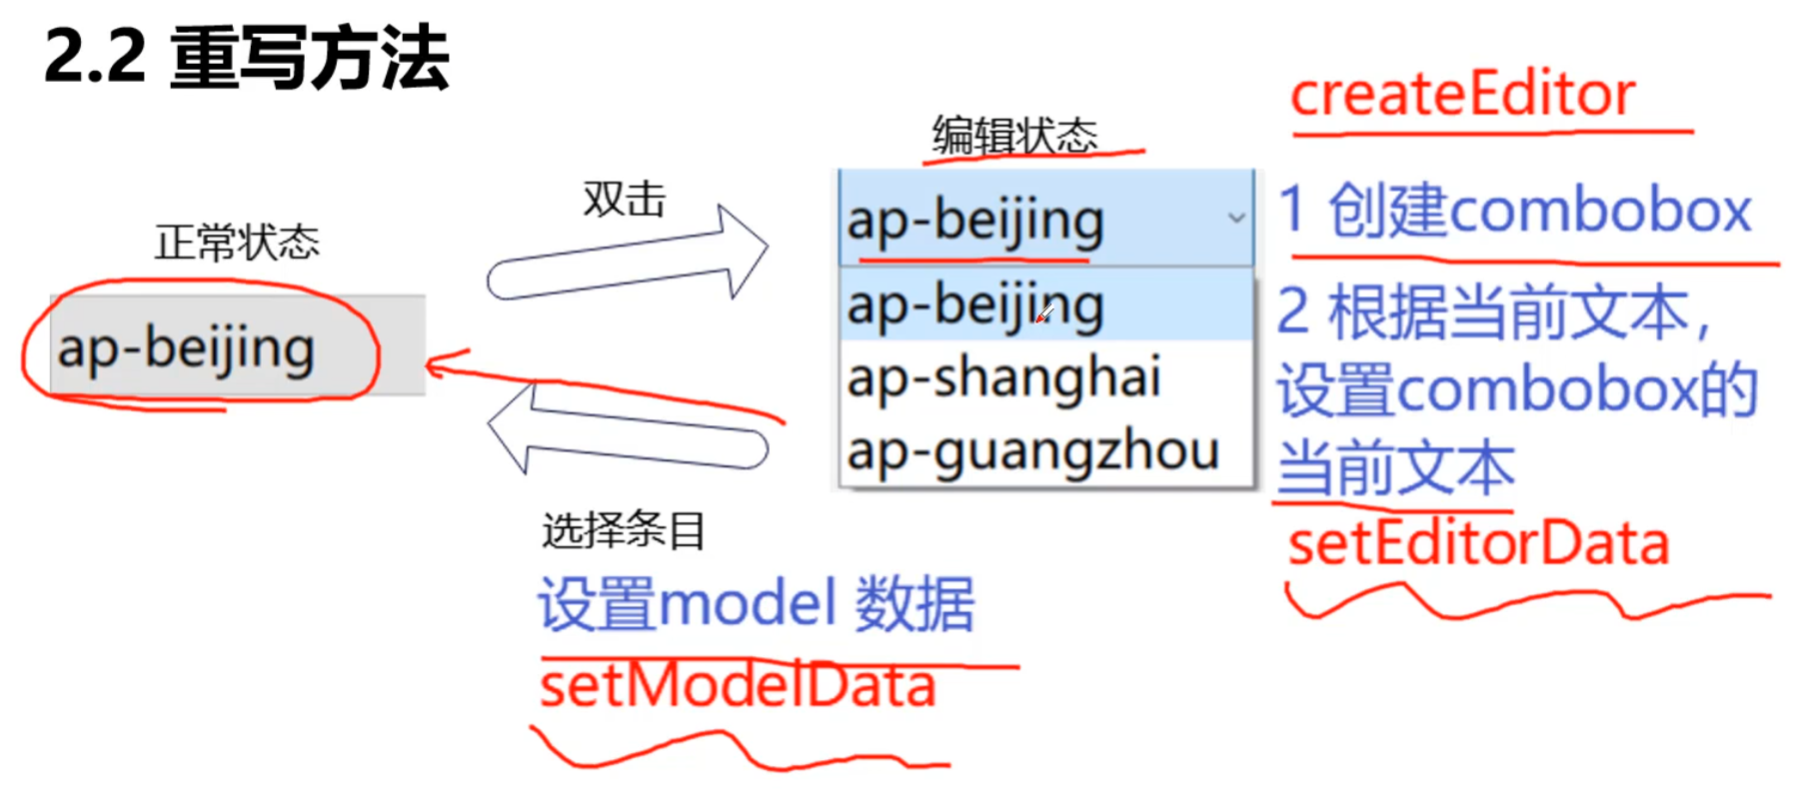 2.2 重写方法
createEditor
编辑状态
双击
正常状态
ap-beijing
ap-beijing
ap-beijing
ap-shanghai
ap-guangzhou
1 创建combobox
2 根据当前文本，
设置combobox的
当前文本
setEditorData
选择条目
设置model 数据
setModelData